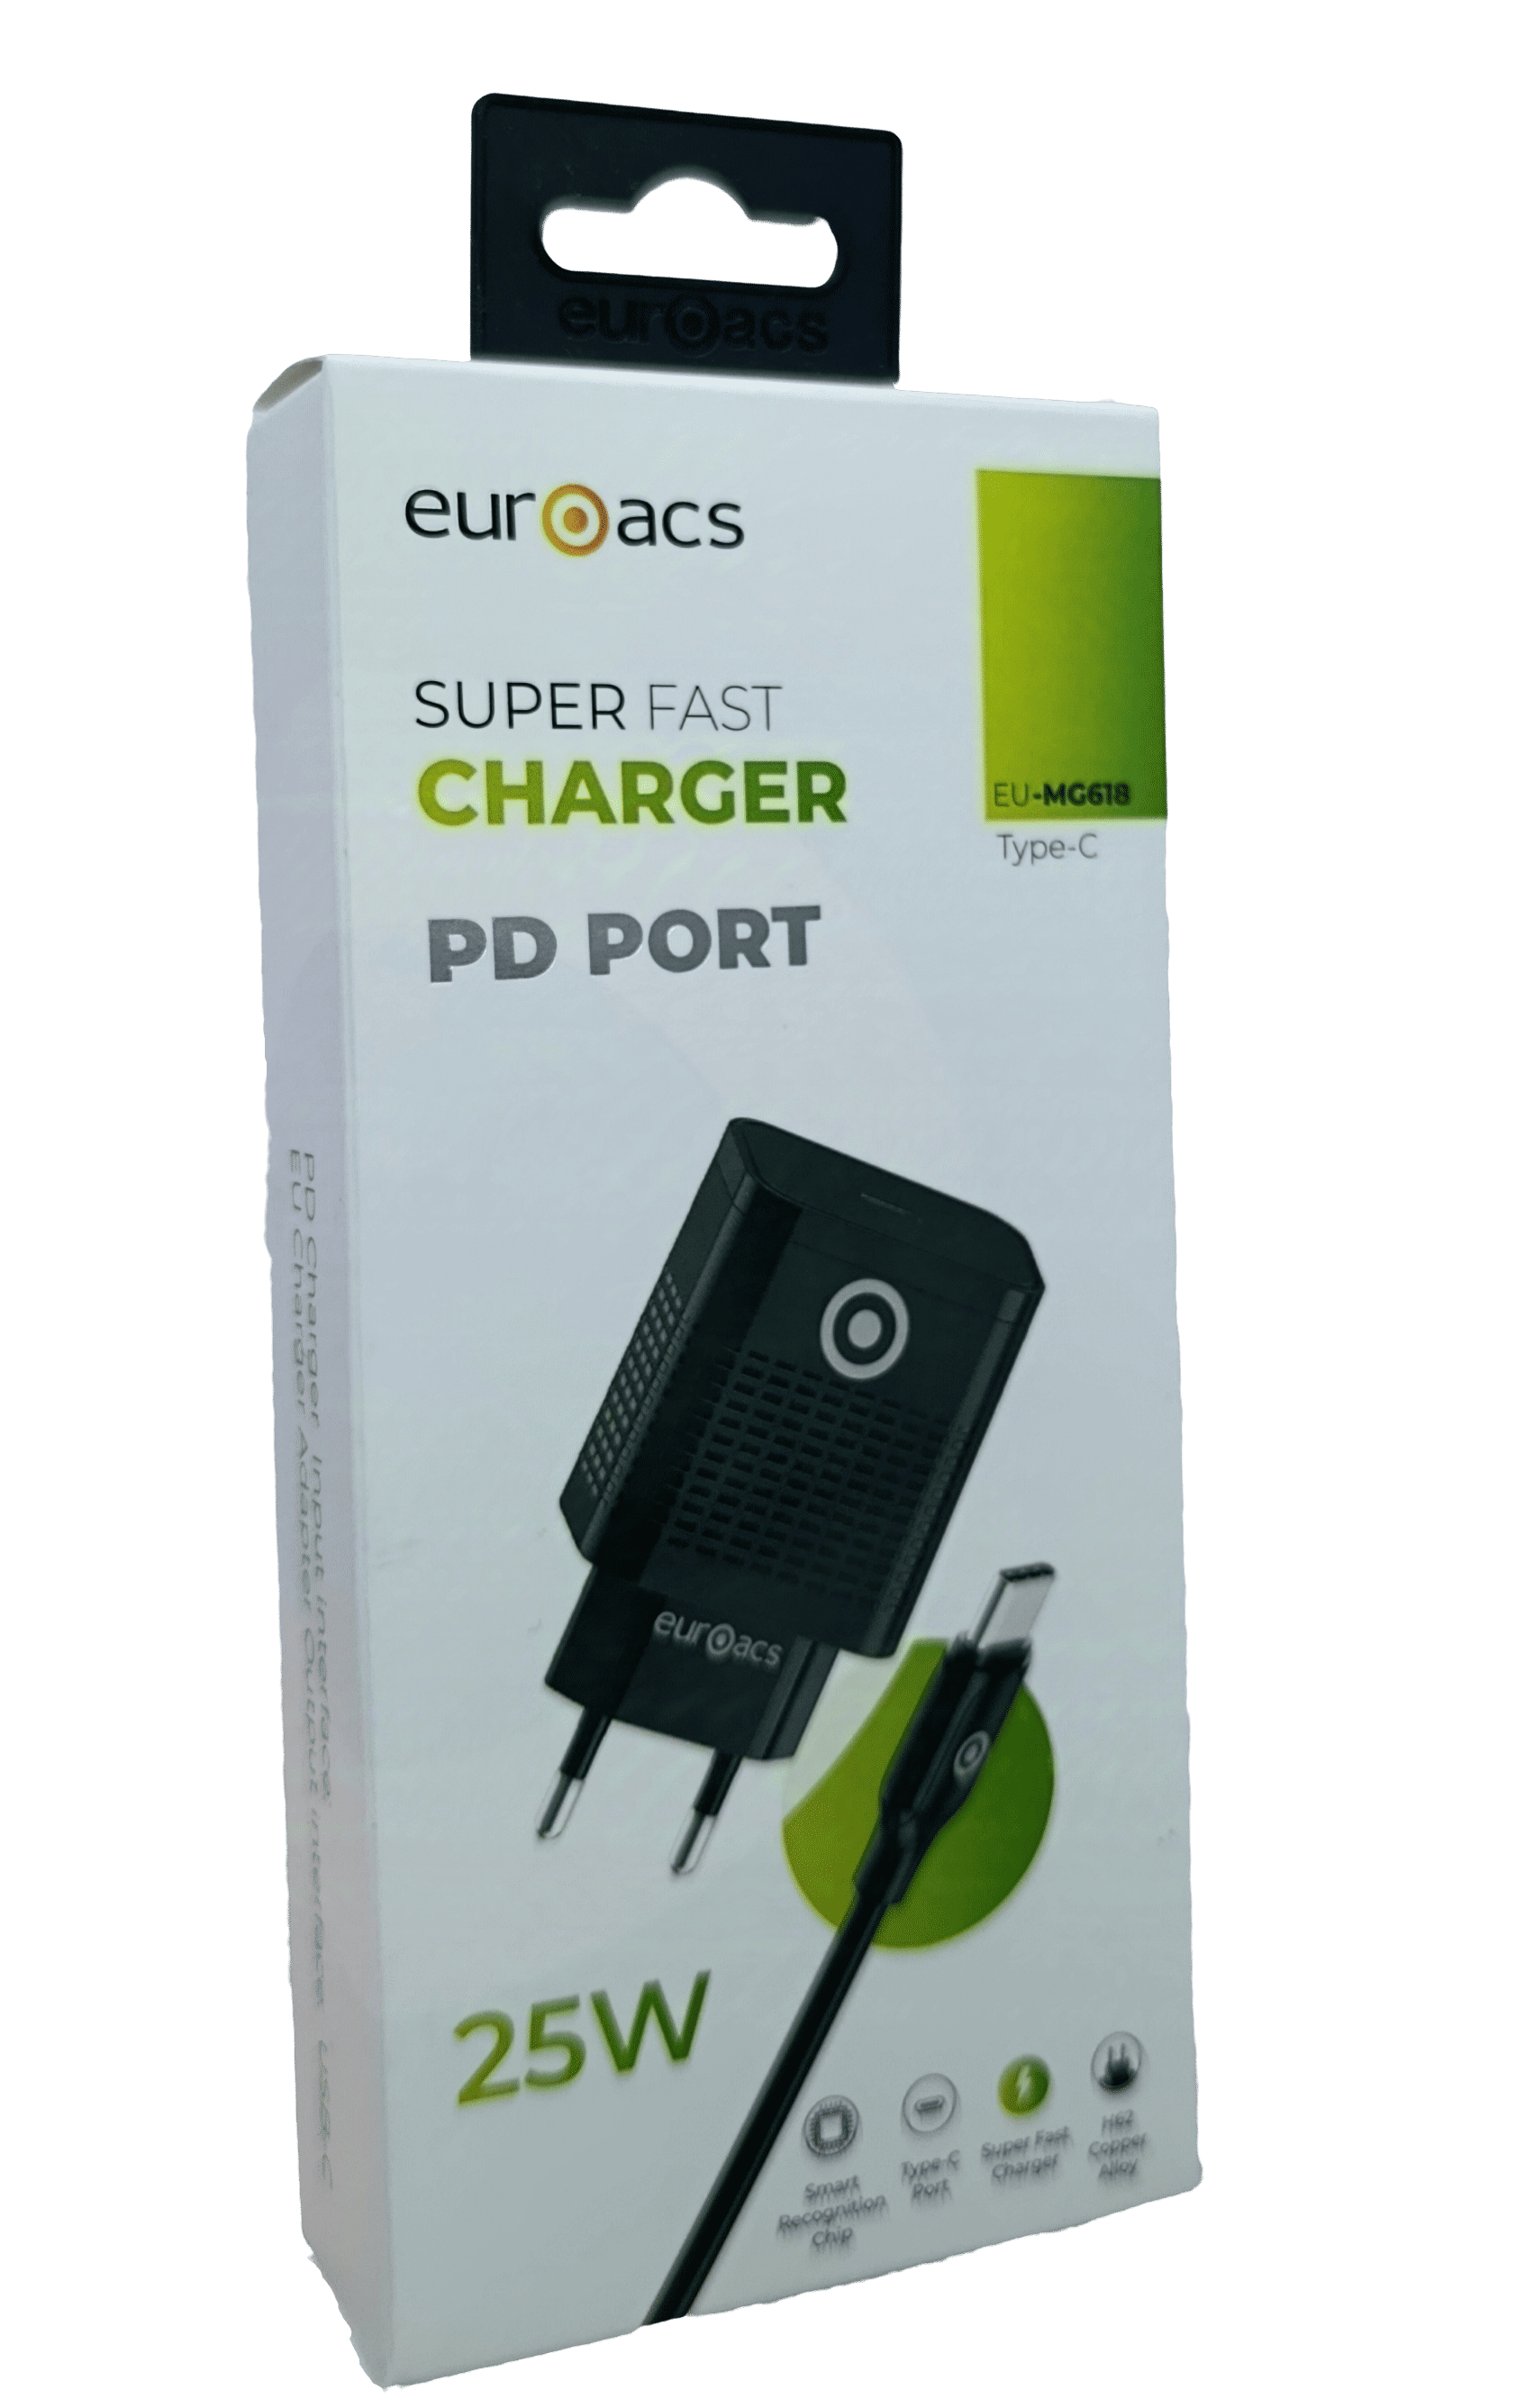 euroacs
euroacs
SUPER FAST
CHARGER
PD PORT
EU-MG618
Type-C
euroacs
25W
Smart
Recognition
Chip
Type-C
Port
Super Fast
Charger
H62
Copper
Alloy
PD Charger Input interface
EU Charger Adapter Output interface USB-C